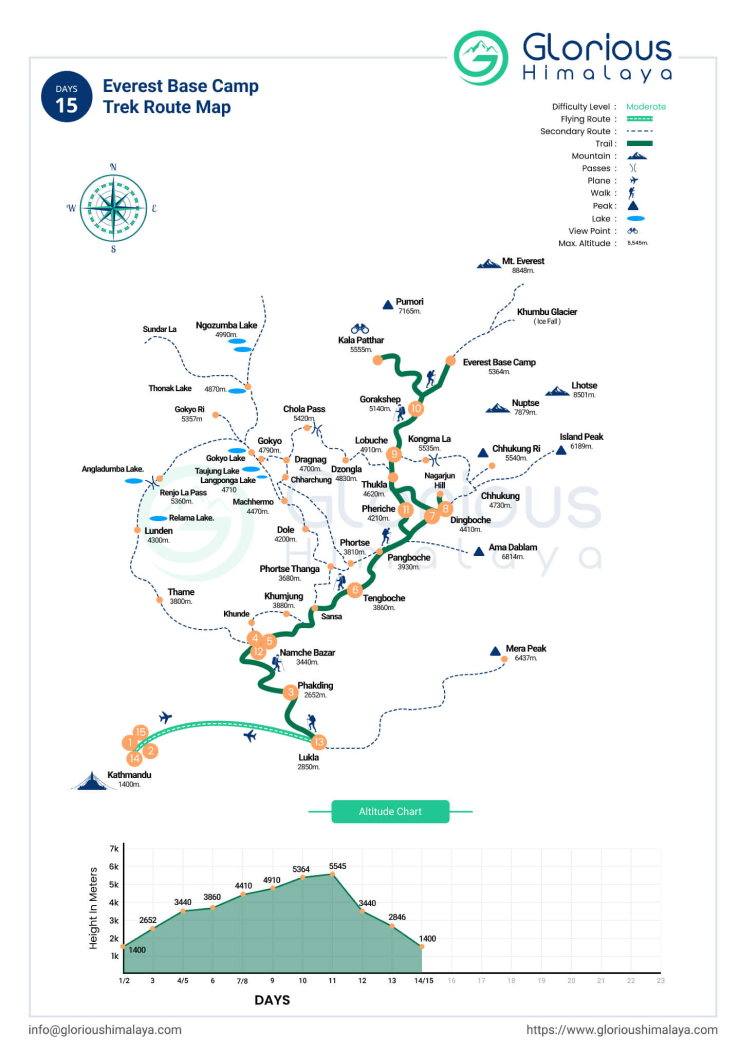 Glorious
Himalaya
DAYS
15
Everest Base Camp
Trek Route Map
Difficulty Level : Moderate
Flying Route :
Secondary Route :
Trail :
Mountain :
Passes :
Plane :
Walk :
Peak :
Lake :
View Point :
Max. Altitude : 5,545m.
N
W
E
S
Mt. Everest
8848m.
Pumori
7165m.
Khumbu Glacier
( Ice Fall )
Sundar La
Ngozumba Lake
4990m.
Kala Patthar
5555m.
Everest Base Camp
5364m.
Thonak Lake
4870m.
Lhotse
8501m.
Nuptse
7879m.
Gorakshep
5140m.
10
Gokyo Ri
5357m
Chola Pass
5420m.
Gokyo
4790m.
Lobuche
4910m.
9
Kongma La
5535m.
Island Peak
6189m.
Chhukung Ri
5540m.
Gokyo Lake
Dragnag
4700m.
Dzongla
4830m.
Angladumba Lake.
Taujung Lake
Langponga Lake
4710
Chharchung
Thukla
4620m.
Nagarjun
Hill
Renjo La Pass
5360m.
Machhermo
4470m.
Chhukung
4730m.
Relama Lake.
Pheriche
4210m.
11
7
8
Dingboche
4410m.
Lunden
4300m.
Dole
4200m.
Phortse
3810m.
Pangboche
3930m.
Ama Dablam
6814m.
Glorious
Himalaya
Phortse Thanga
3680m.
Thame
3800m.
Khumjung
3880m.
6
Tengboche
3860m.
Khunde
Sansa
4
5
12
Namche Bazar
3440m.
Mera Peak
6437m.
3
Phakding
2652m.
15
1
2
14
13
Lukla
2850m.
Kathmandu
1400m.
Altitude Chart
Height In Meters
7k
6k
5k
4k
3k
2k
1k
1400
2652
3440
3860
4410
4910
5364
5545
3440
2846
1400
1/2 3 4/5 6 7/8 9 10 11 12 13 14/15 16 17 18 19 20 21 22 23
DAYS
info@glorioushimalaya.com
https://www.glorioushimalaya.com